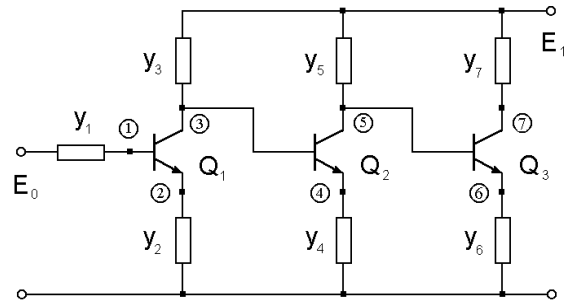 E₁
y₃
y₅
y₇
y₁
①
③
⑤
⑦
E₀
②
Q₁
④
Q₂
⑥
Q₃
y₂
y₄
y₆